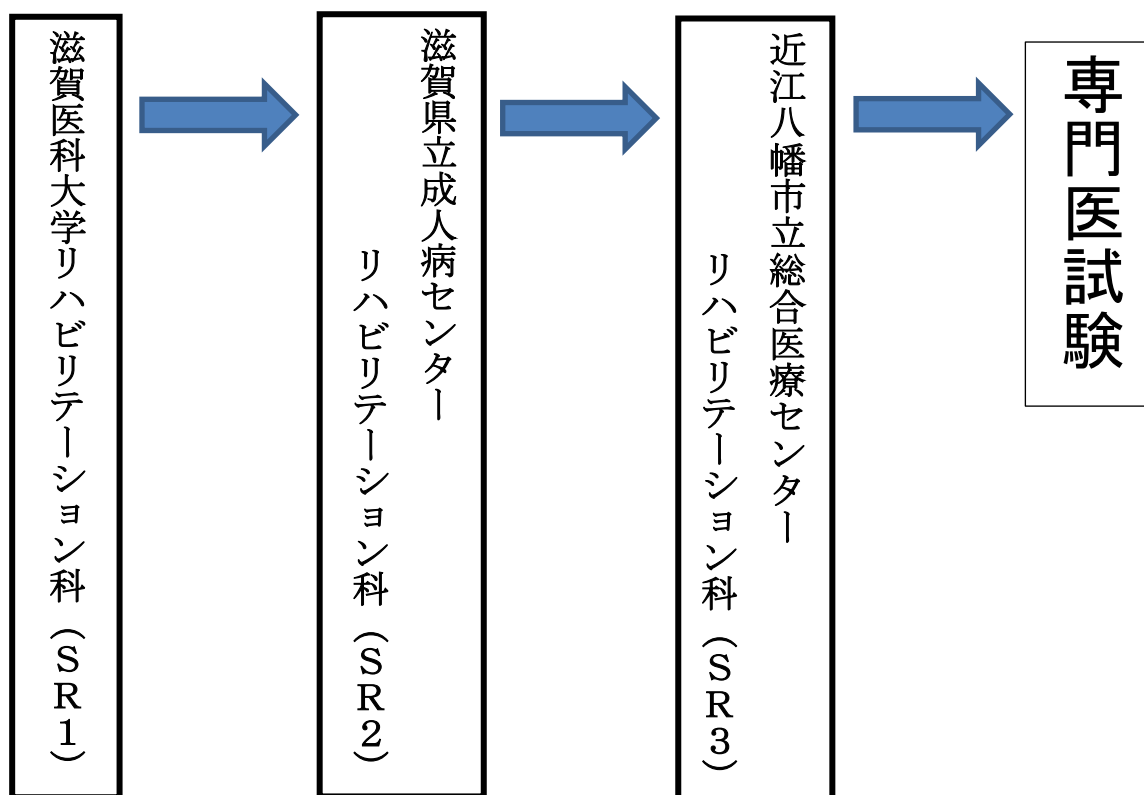 滋賀医科大学リハビリテーション科（ＳＲ１）
滋賀県立成人病センター
リハビリテーション科（ＳＲ２）
近江八幡市立総合医療センター
リハビリテーション科（ＳＲ３）
専門医試験